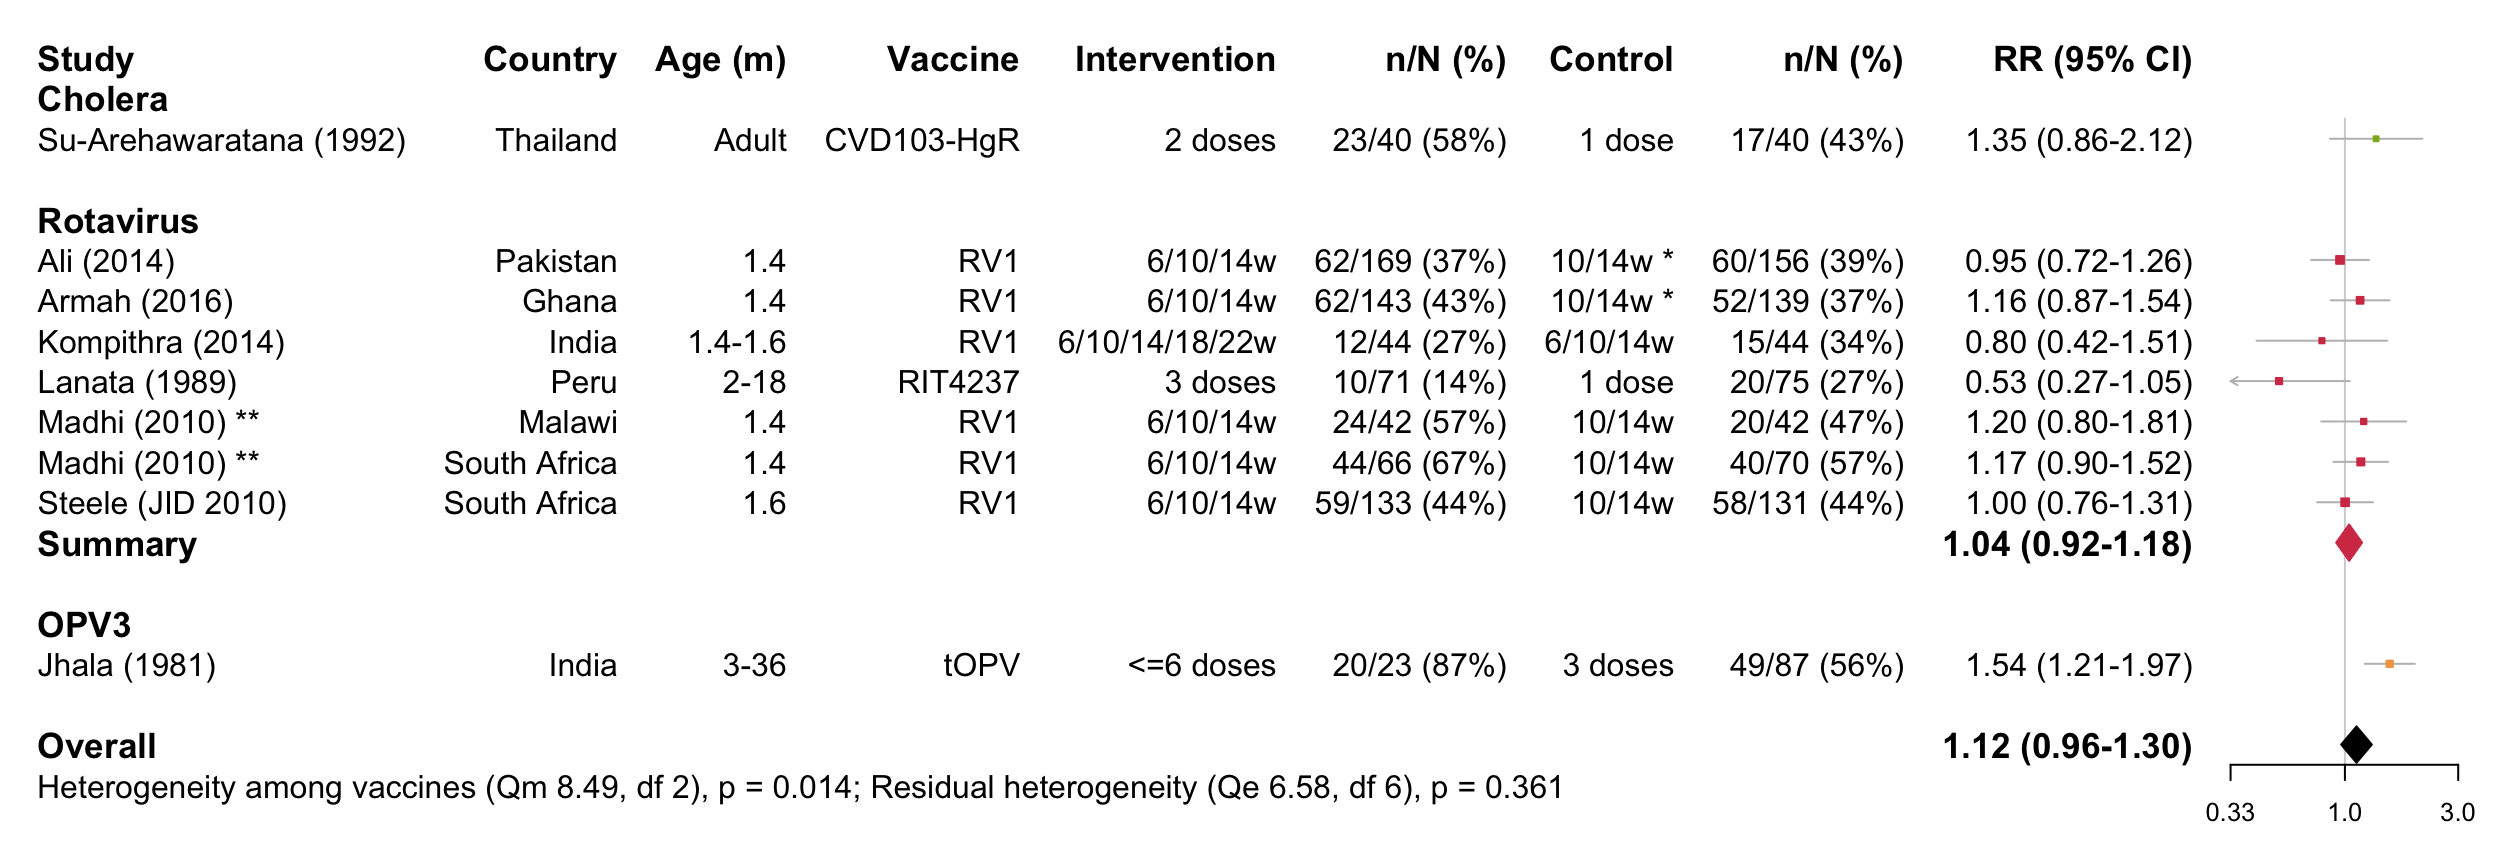 Study Country Age (m) Vaccine Intervention n/N (%) Control n/N (%) RR (95% CI)
Cholera
Su-Arehawaratana (1992) Thailand Adult CVD103-HgR 2 doses 23/40 (58%) 1 dose 17/40 (43%) 1.35 (0.86-2.12)
Rotavirus
Ali (2014) Pakistan 1.4 RV1 6/10/14w 62/169 (37%) 10/14w * 60/156 (39%) 0.95 (0.72-1.26)
Armah (2016) Ghana 1.4 RV1 6/10/14w 62/143 (43%) 10/14w * 52/139 (37%) 1.16 (0.87-1.54)
Kompithra (2014) India 1.4-1.6 RV1 6/10/14/18/22w 12/44 (27%) 6/10/14w 15/44 (34%) 0.80 (0.42-1.51)
Lanata (1989) Peru 2-18 RIT4237 3 doses 10/71 (14%) 1 dose 20/75 (27%) 0.53 (0.27-1.05)
Madhi (2010) ** Malawi 1.4 RV1 6/10/14w 24/42 (57%) 10/14w 20/42 (47%) 1.20 (0.80-1.81)
Madhi (2010) ** South Africa 1.4 RV1 6/10/14w 44/66 (67%) 10/14w 40/70 (57%) 1.17 (0.90-1.52)
Steele (JID 2010) South Africa 1.6 RV1 6/10/14w 59/133 (44%) 10/14w 58/131 (44%) 1.00 (0.76-1.31)
Summary 1.04 (0.92-1.18)
OPV3
Jhala (1981) India 3-36 tOPV <=6 doses 20/23 (87%) 3 doses 49/87 (56%) 1.54 (1.21-1.97)
Overall 1.12 (0.96-1.30)
Heterogeneity among vaccines (Qm 8.49, df 2), p = 0.014; Residual heterogeneity (Qe 6.58, df 6), p = 0.361
0.33 1.0 3.0